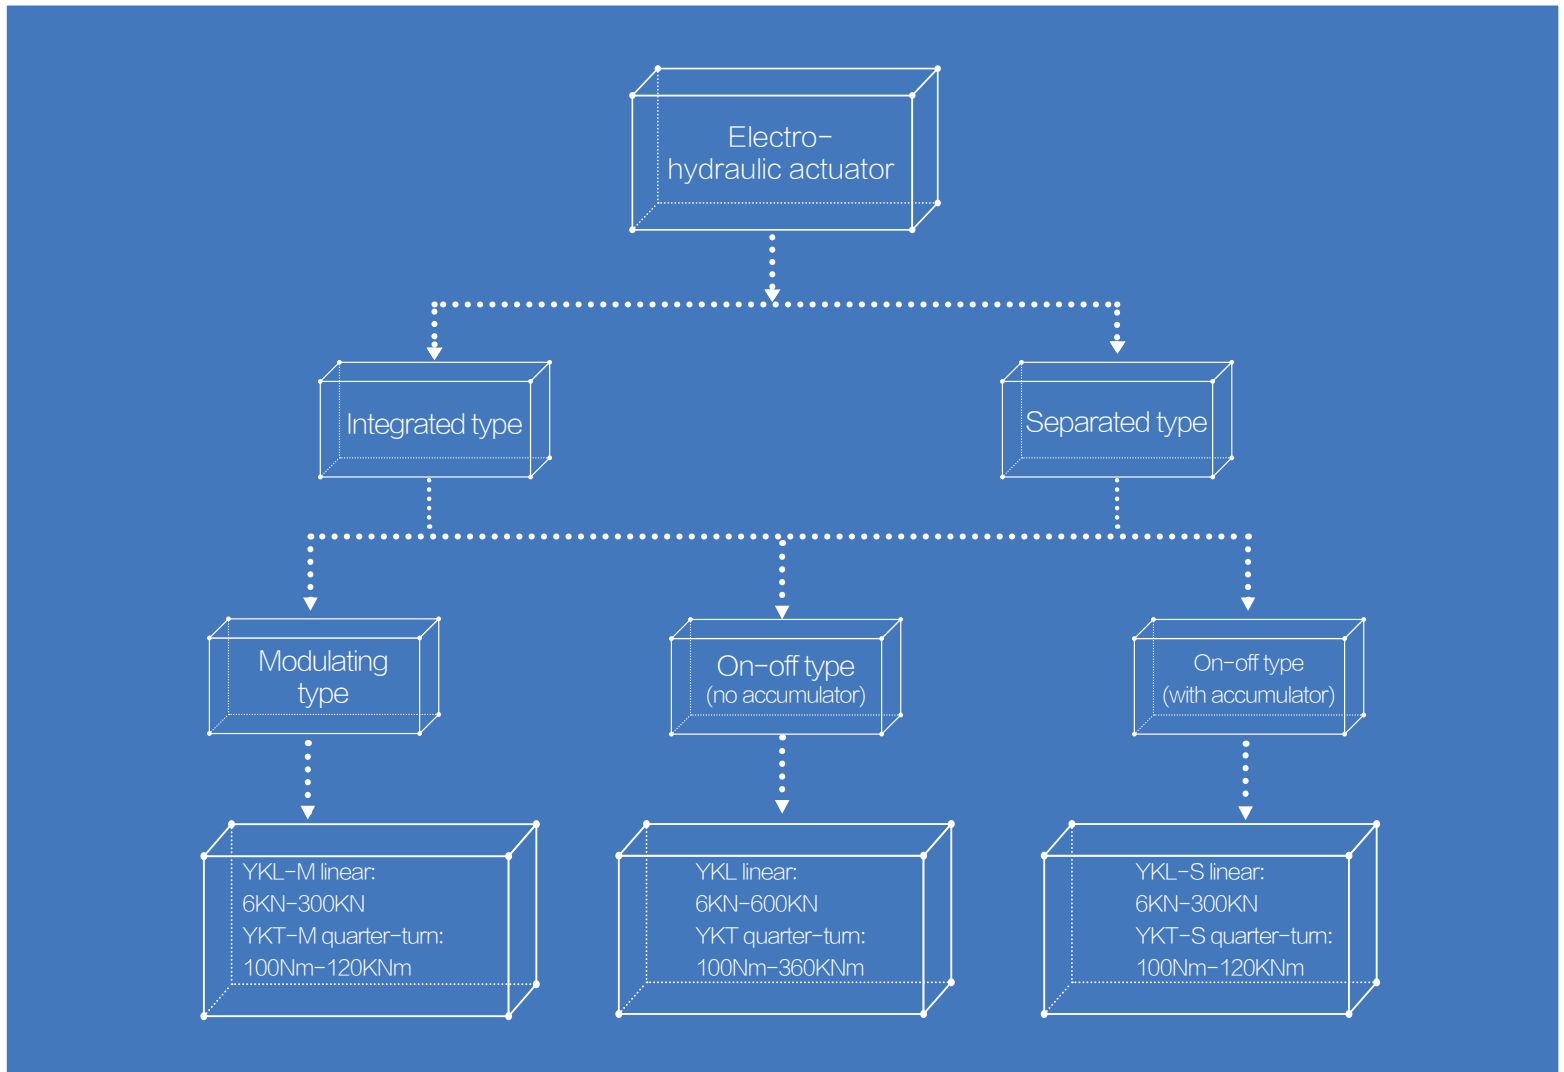 Electro-
hydraulic actuator
Integrated type
Separated type
Modulating
type
On-off type
(no accumulator)
On-off type
(with accumulator)
YKL-M linear:
6KN-300KN
YKT-M quarter-turn:
100Nm-120KNm
YKL linear:
6KN-600KN
YKT quarter-turn:
100Nm-360KNm
YKL-S linear:
6KN-300KN
YKT-S quarter-turn:
100Nm-120KNm